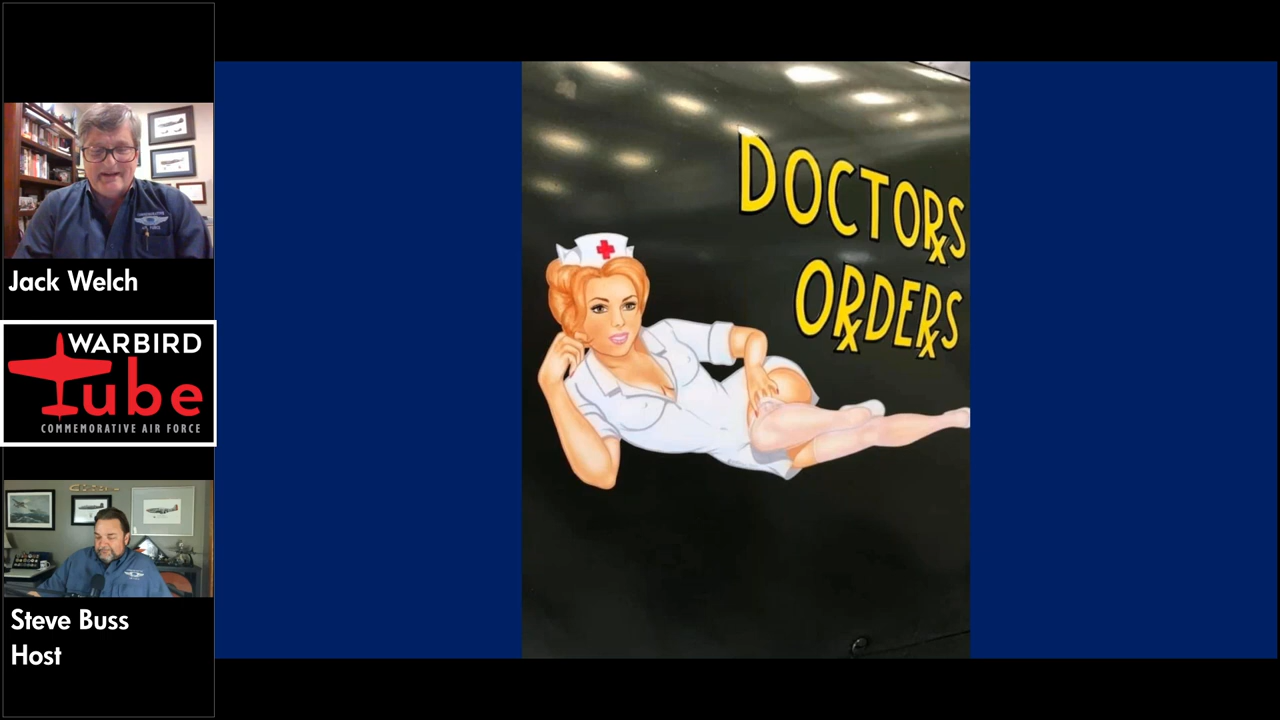 Jack Welch
WARBIRD
Tube
COMMEMORATIVE AIR FORCE
Steve Buss
Host
DOCTORS
ORDERS